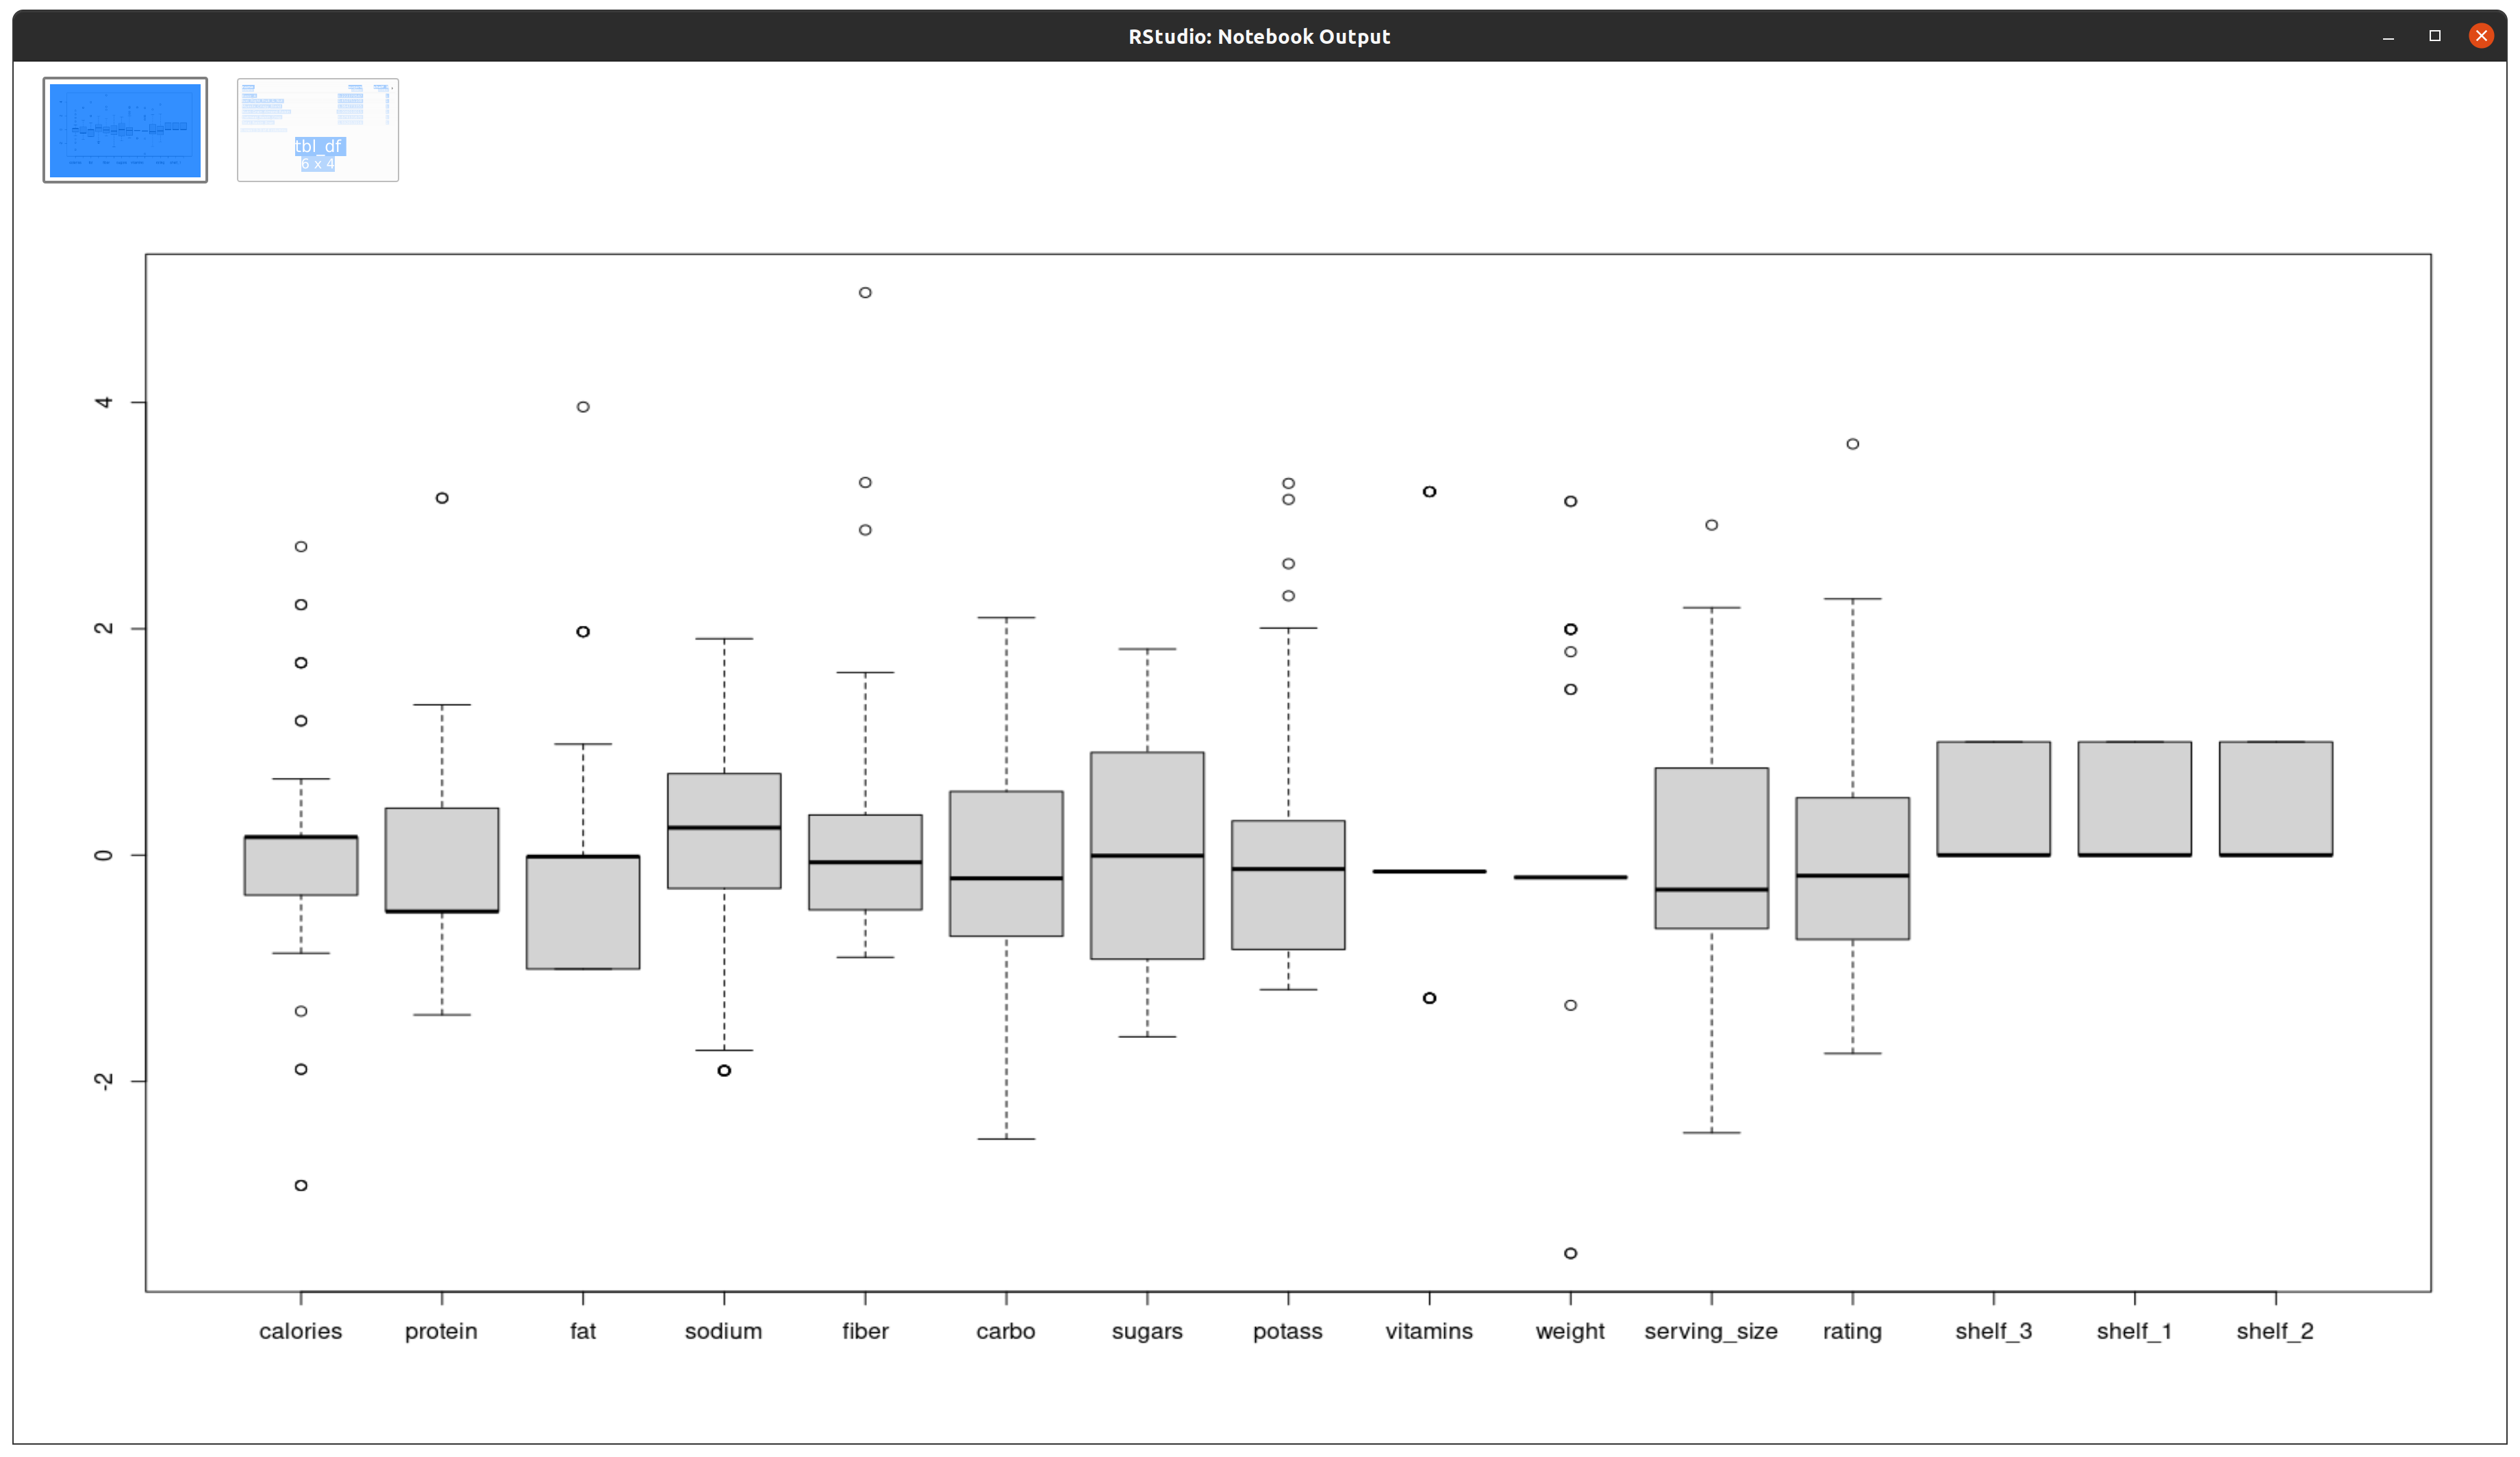 RStudio: Notebook Output
tbl_df
6 x 4
4
2
0
-2
calories protein fat sodium fiber carbo sugars potass vitamins weight serving_size rating shelf_3 shelf_1 shelf_2